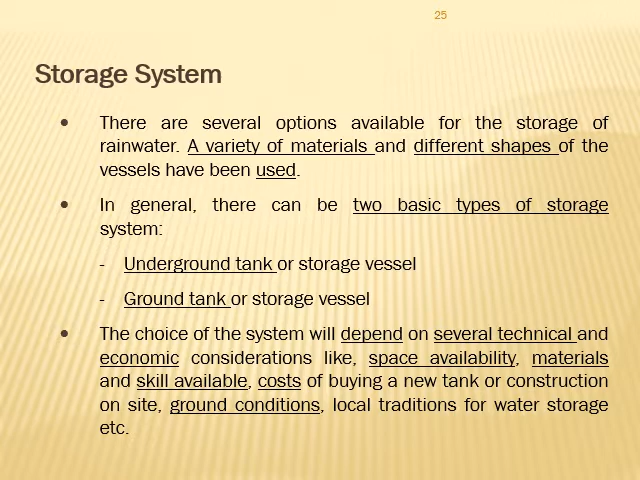 25
Storage System
• There are several options available for the storage of
rainwater. A variety of materials and different shapes of the
vessels have been used.
• In general, there can be two basic types of storage
system:
- Underground tank or storage vessel
- Ground tank or storage vessel
• The choice of the system will depend on several technical and
economic considerations like, space availability, materials
and skill available, costs of buying a new tank or construction
on site, ground conditions, local traditions for water storage
etc.